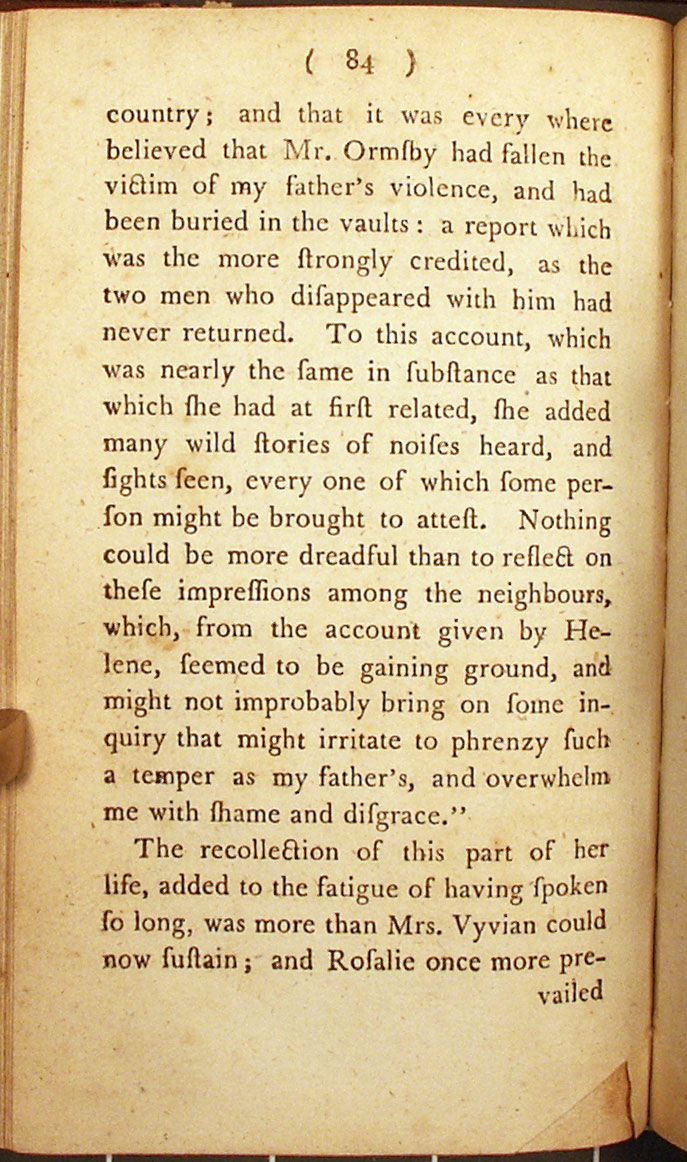 ( 84 )
country; and that it was every where
believed that Mr. Ormſby had fallen the
victim of my father's violence, and had
been buried in the vaults : a report which
was the more ſtrongly credited, as the
two men who diſappeared with him had
never returned. To this account, which
was nearly the ſame in ſubſtance as that
which ſhe had at firſt related, ſhe added
many wild ſtories of noiſes heard, and
ſights ſeen, every one of which ſome per-
ſon might be brought to atteſt. Nothing
could be more dreadful than to reflect on
theſe impreſſions among the neighbours,
which, from the account given by He-
lene, ſeemed to be gaining ground, and
might not improbably bring on ſome in-
quiry that might irritate to phrenzy ſuch
a temper as my father's, and overwhelm
me with ſhame and diſgrace.”
The recollection of this part of her
life, added to the fatigue of having ſpoken
ſo long, was more than Mrs. Vyvian could
now ſuſtain ; and Roſalie once more pre-
vailed